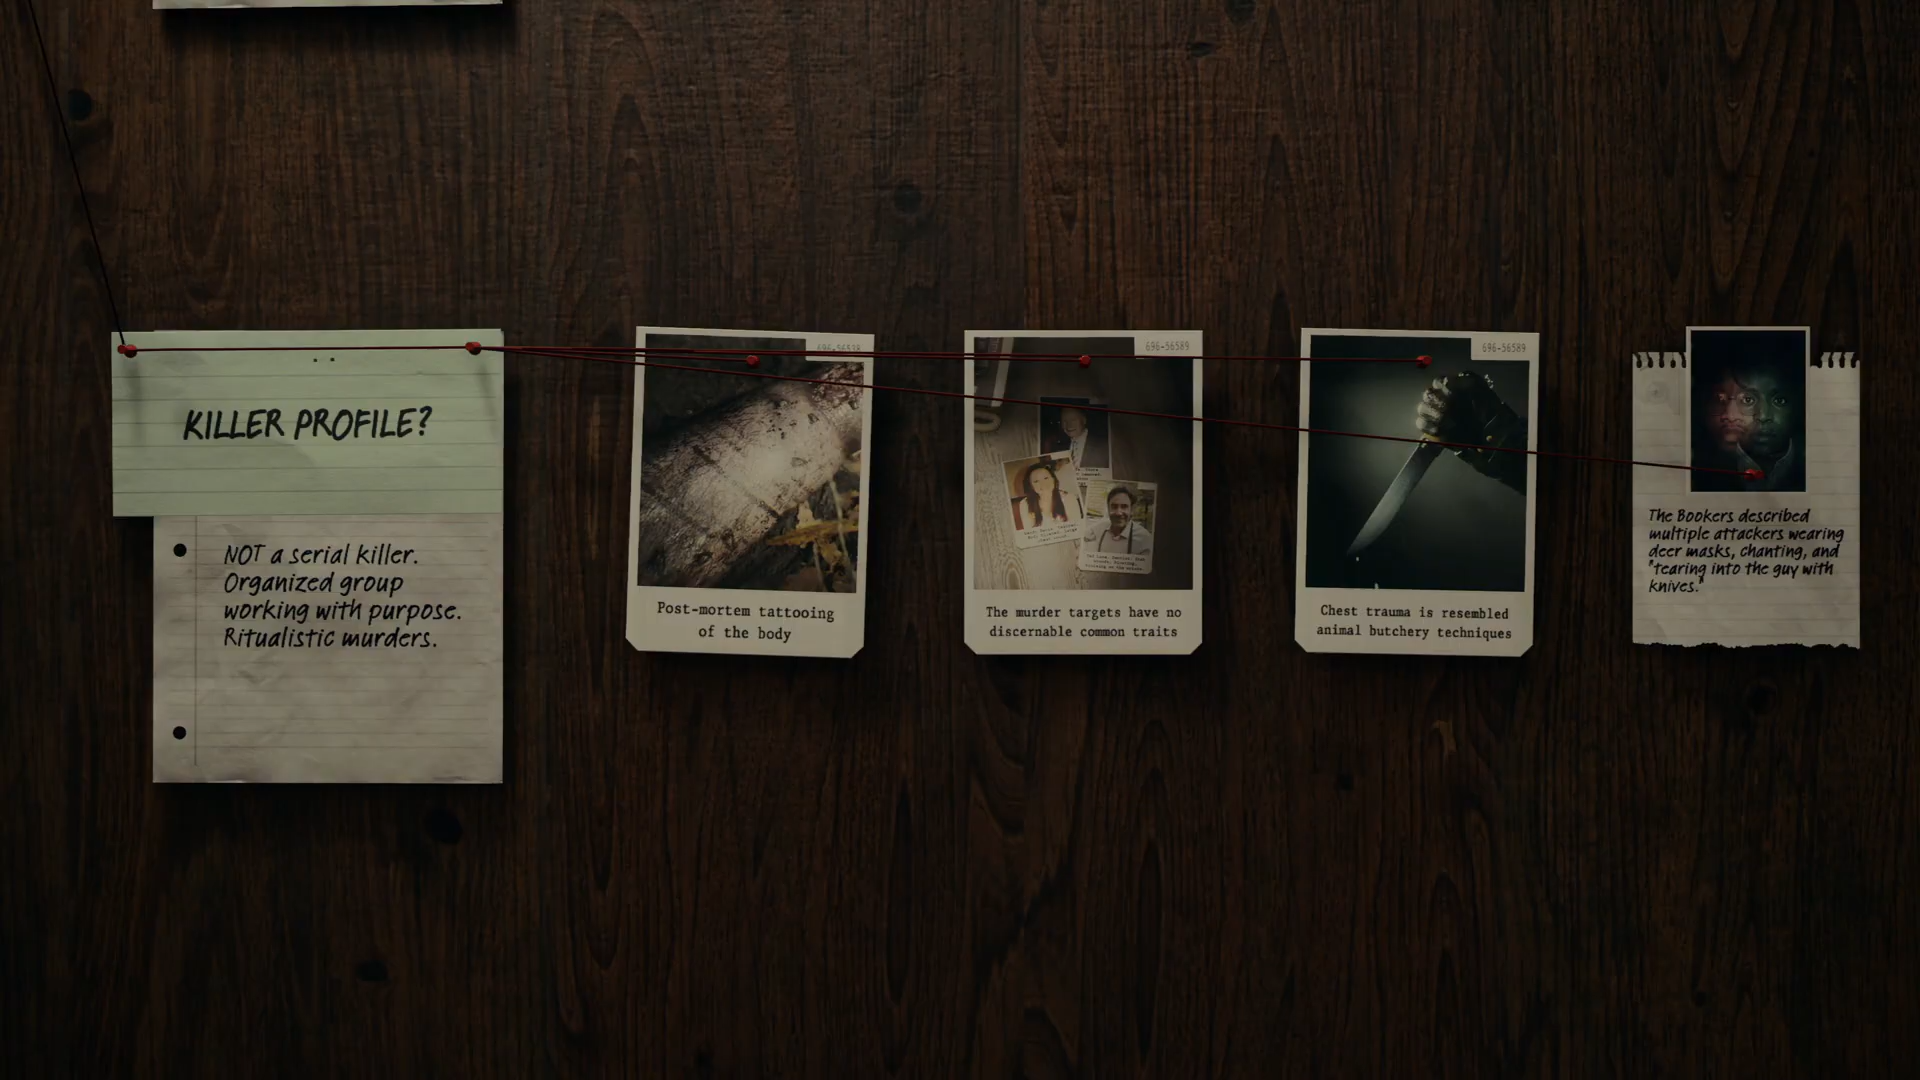 KILLER PROFILE?
NOT a serial killer.
Organized group
working with purpose.
Ritualistic murders.
Post-mortem tattooing
of the body
696-56589
The murder targets have no
discernable common traits
696-56589
Chest trauma is resembled
animal butchery techniques
The Bookers described
multiple attackers wearing
deer masks, chanting, and
"tearing into the guy with
knives."